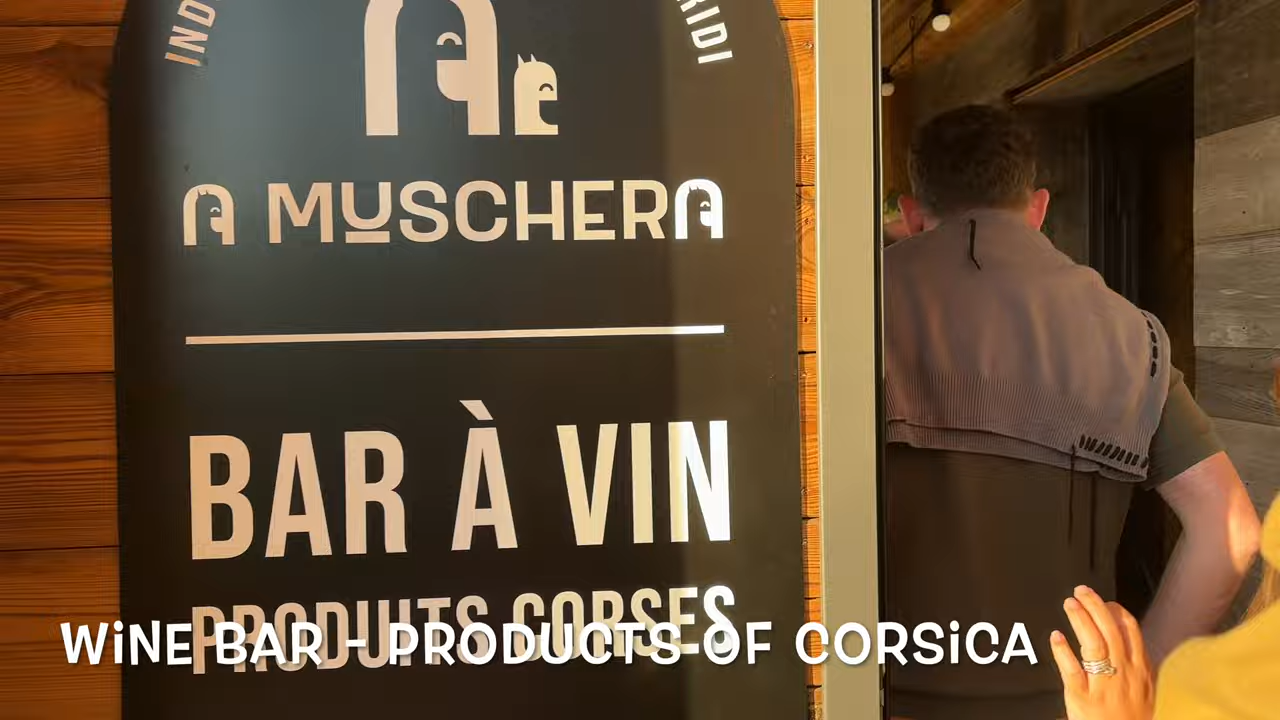 A MUSCHERA
BAR À VIN
PRODUITS CORSES
WiNE BAR - PRODUCTS OF CORSiCA